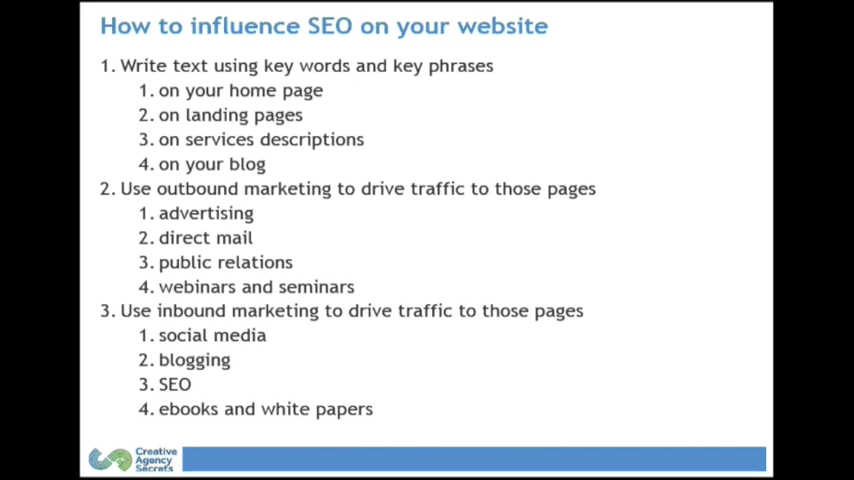 How to influence SEO on your website
1. Write text using key words and key phrases
1. on your home page
2. on landing pages
3. on services descriptions
4. on your blog
2. Use outbound marketing to drive traffic to those pages
1. advertising
2. direct mail
3. public relations
4. webinars and seminars
3. Use inbound marketing to drive traffic to those pages
1. social media
2. blogging
3. SEO
4. ebooks and white papers
Creative
Agency
Secrets